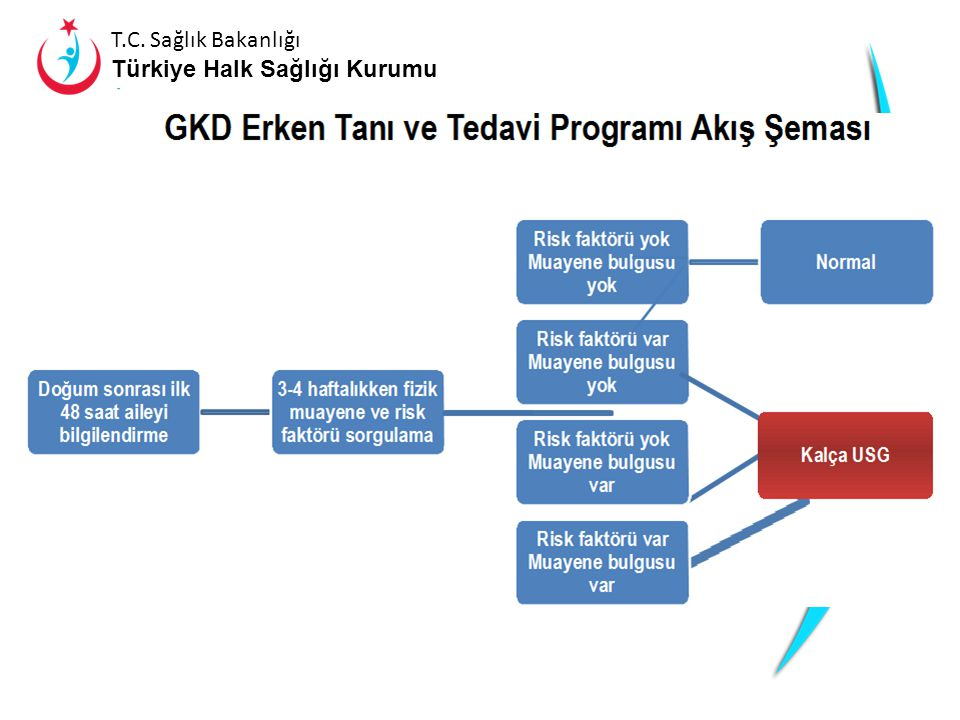 T.C. Sağlık Bakanlığı
Türkiye Halk Sağlığı Kurumu
GKD Erken Tanı ve Tedavi Programı Akış Şeması
Doğum sonrası ilk
48 saat aileyi
bilgilendirme
3-4 haftalıkken fizik
muayene ve risk
faktörü sorgulama
Risk faktörü yok
Muayene bulgusu
yok
Risk faktörü var
Muayene bulgusu
yok
Risk faktörü yok
Muayene bulgusu
var
Risk faktörü var
Muayene bulgusu
var
Normal
Kalça USG